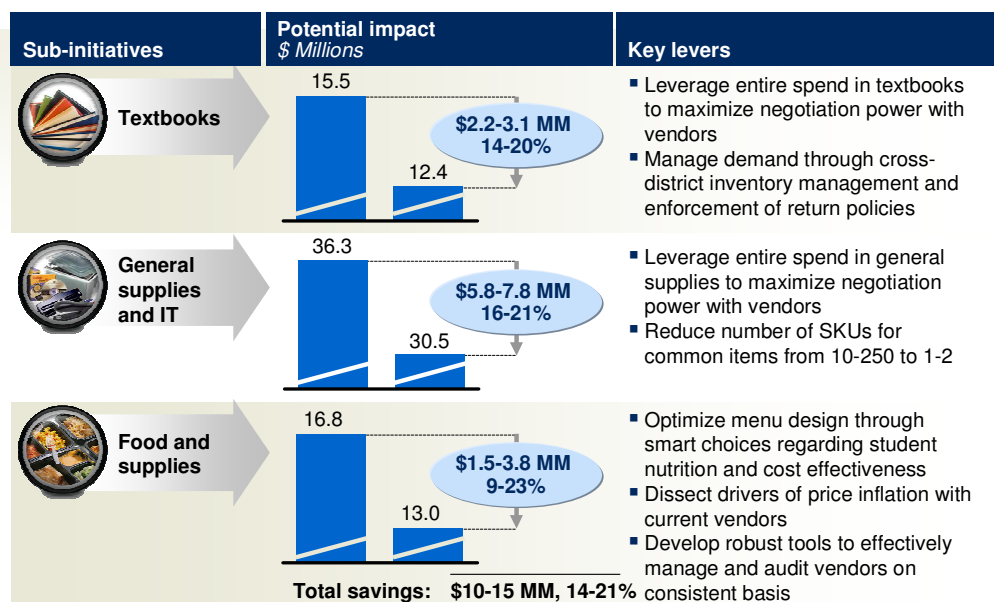 Sub-initiatives
Potential impact
$ Millions
Key levers
Textbooks
15.5
12.4
$2.2-3.1 MM
14-20%
▪ Leverage entire spend in textbooks
to maximize negotiation power with
vendors
▪ Manage demand through cross-
district inventory management and
enforcement of return policies
General
supplies
and IT
36.3
30.5
$5.8-7.8 MM
16-21%
▪ Leverage entire spend in general
supplies to maximize negotiation
power with vendors
▪ Reduce number of SKUs for
common items from 10-250 to 1-2
Food and
supplies
16.8
13.0
$1.5-3.8 MM
9-23%
▪ Optimize menu design through
smart choices regarding student
nutrition and cost effectiveness
▪ Dissect drivers of price inflation with
current vendors
▪ Develop robust tools to effectively
manage and audit vendors on
consistent basis
Total savings: $10-15 MM, 14-21%